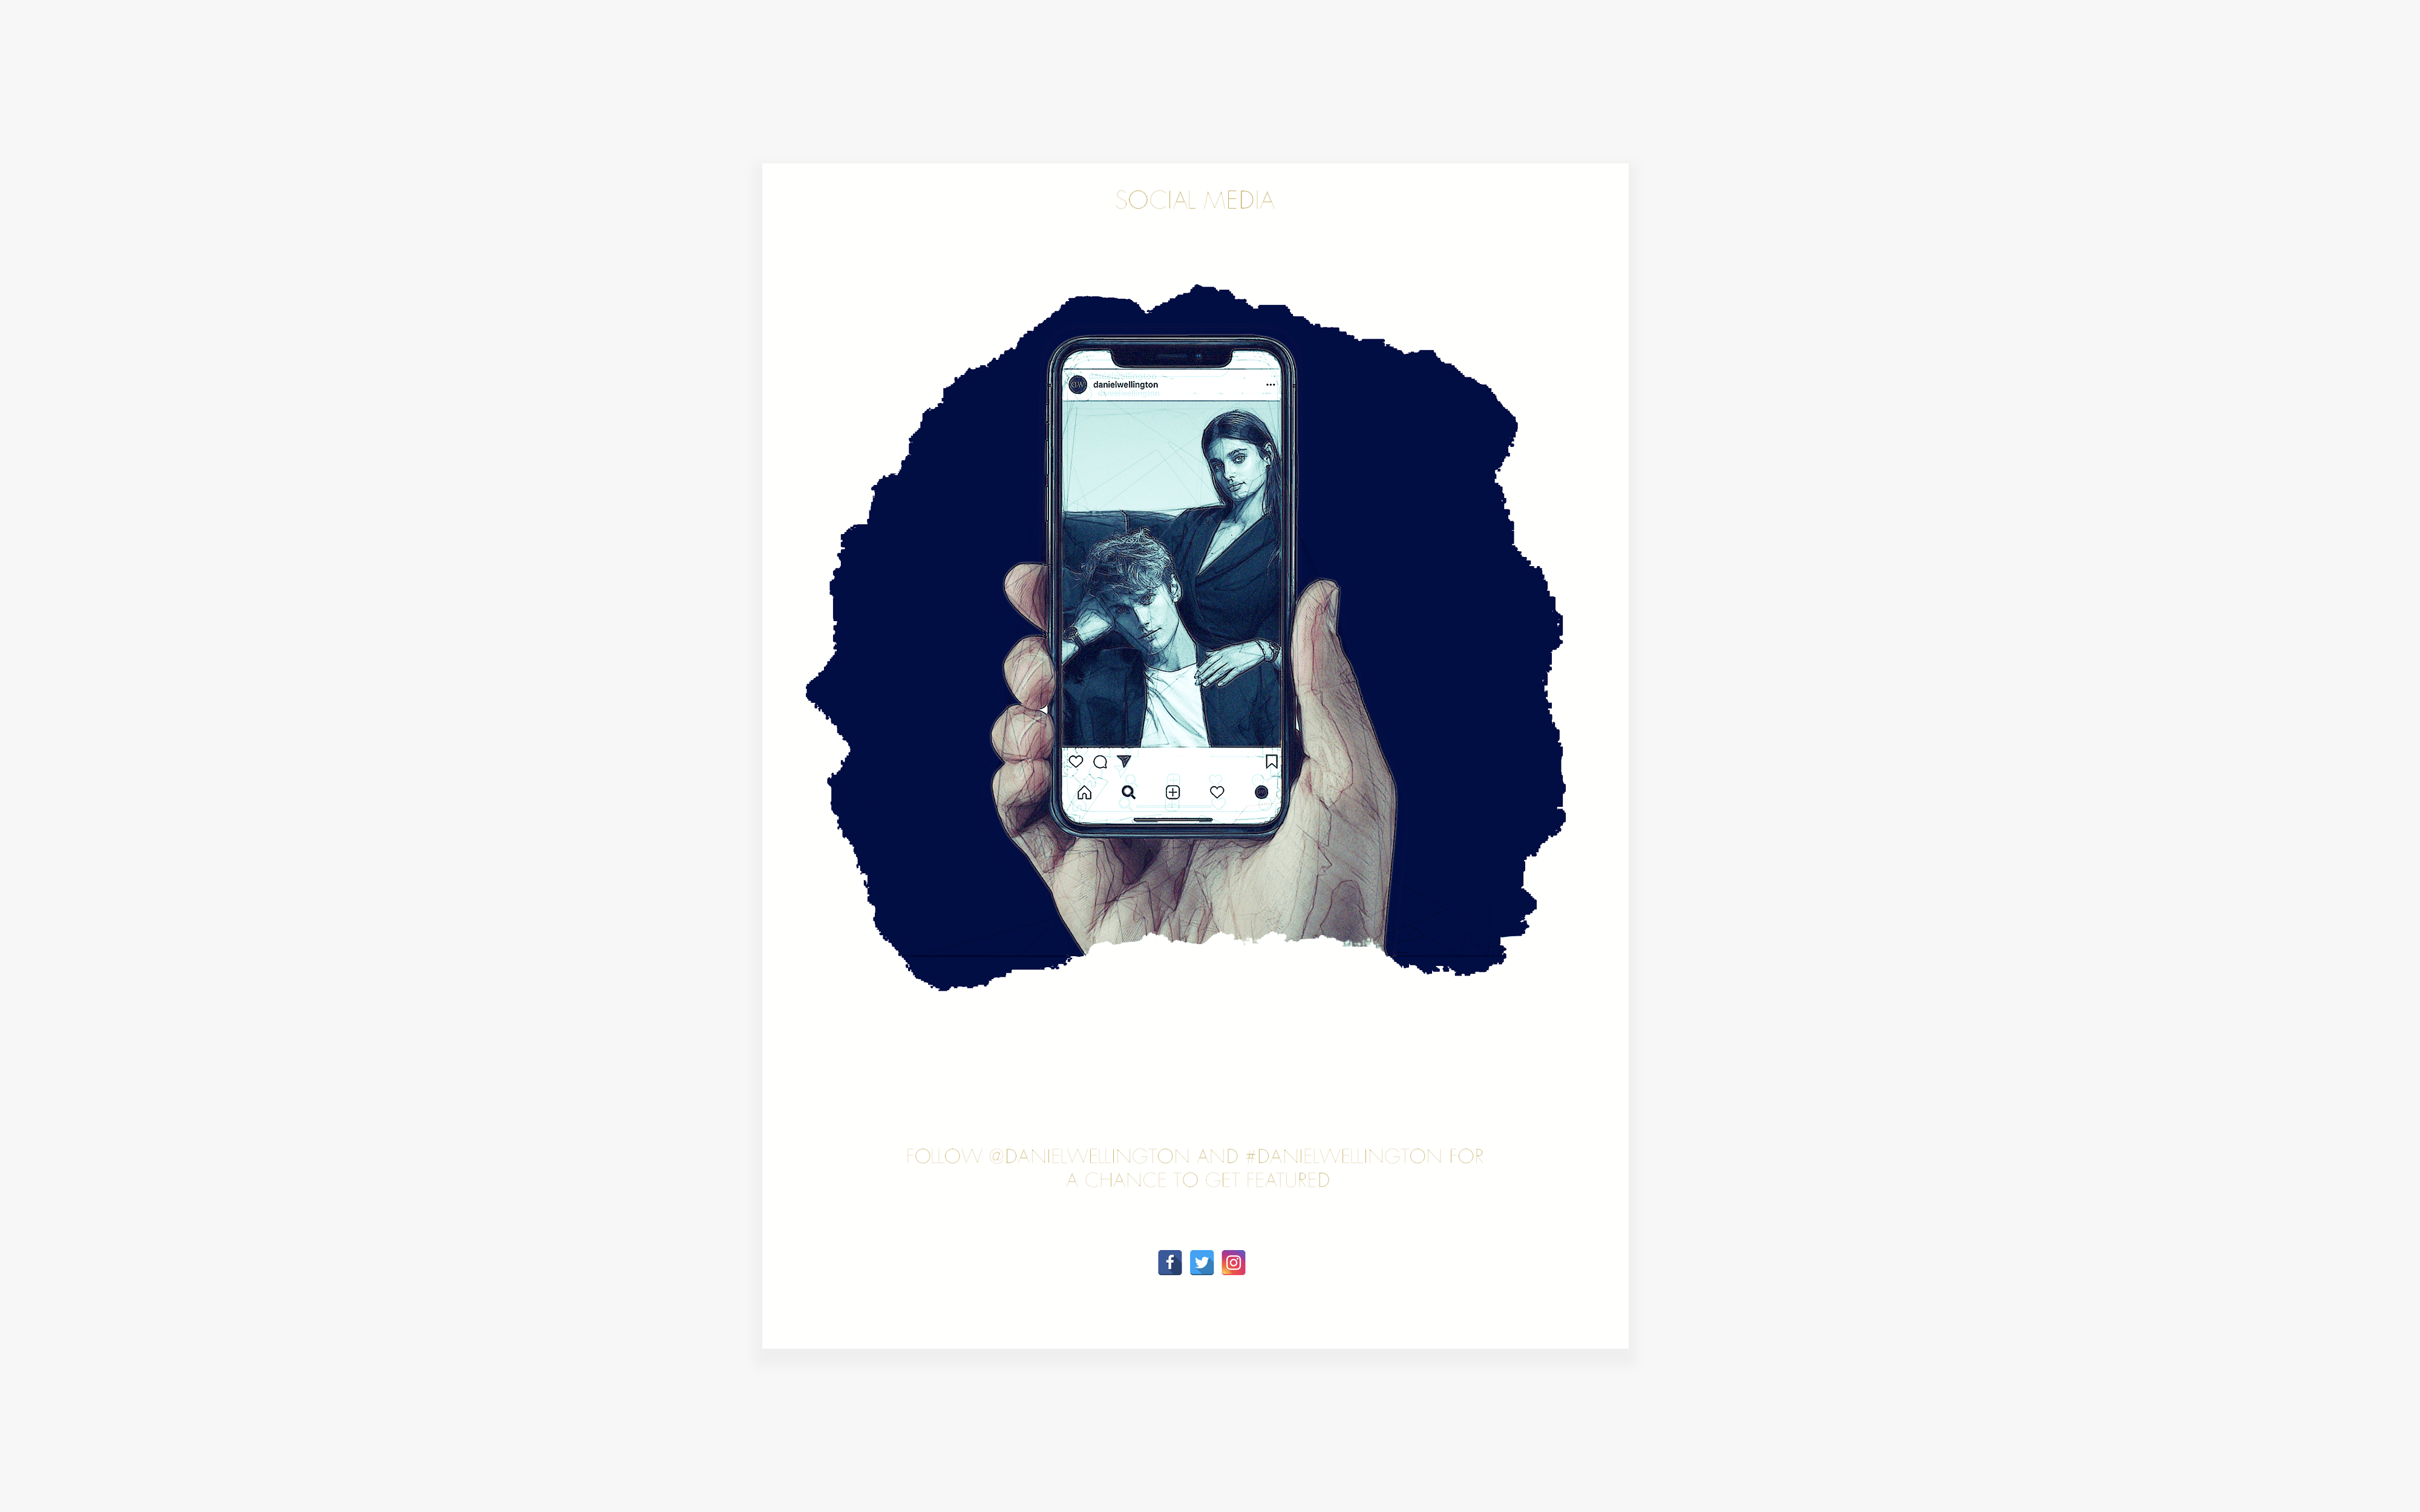 SOCIAL MEDIA
danielwellington
FOLLOW @DANIELWELLINGTON AND #DANIELWELLINGTON FOR
A CHANCE TO GET FEATURED